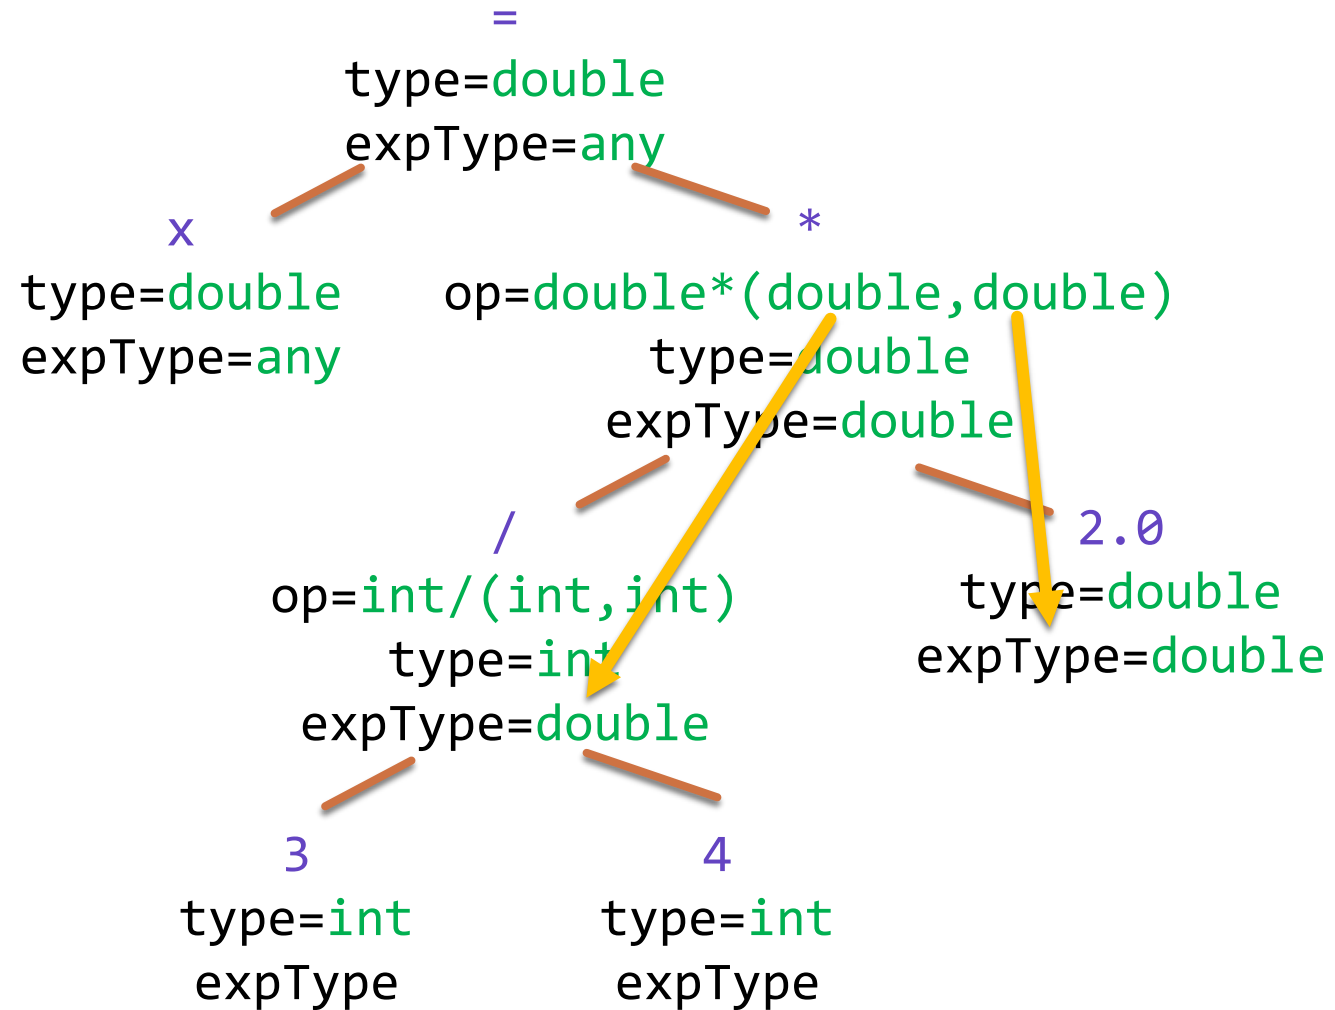 =
type=double
expType=any
x
type=double
expType=any
*
op=double*(double,double)
type=double
expType=double
/
op=int/(int,int)
type=int
expType=double
2.0
type=double
expType=double
3
type=int
expType
4
type=int
expType